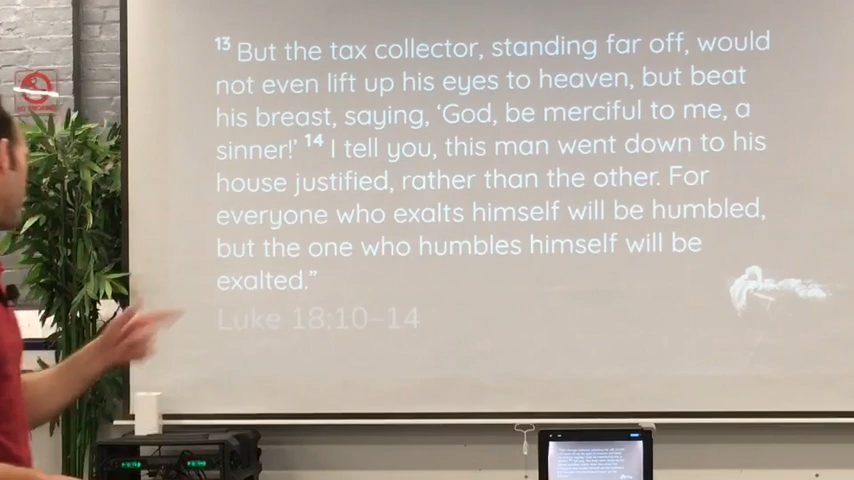 13 But the tax collector, standing far off, would
not even lift up his eyes to heaven, but beat
his breast, saying, ‘God, be merciful to me, a
sinner!’ 14 I tell you, this man went down to his
house justified, rather than the other. For
everyone who exalts himself will be humbled,
but the one who humbles himself will be
exalted.”
Luke 18:10–14